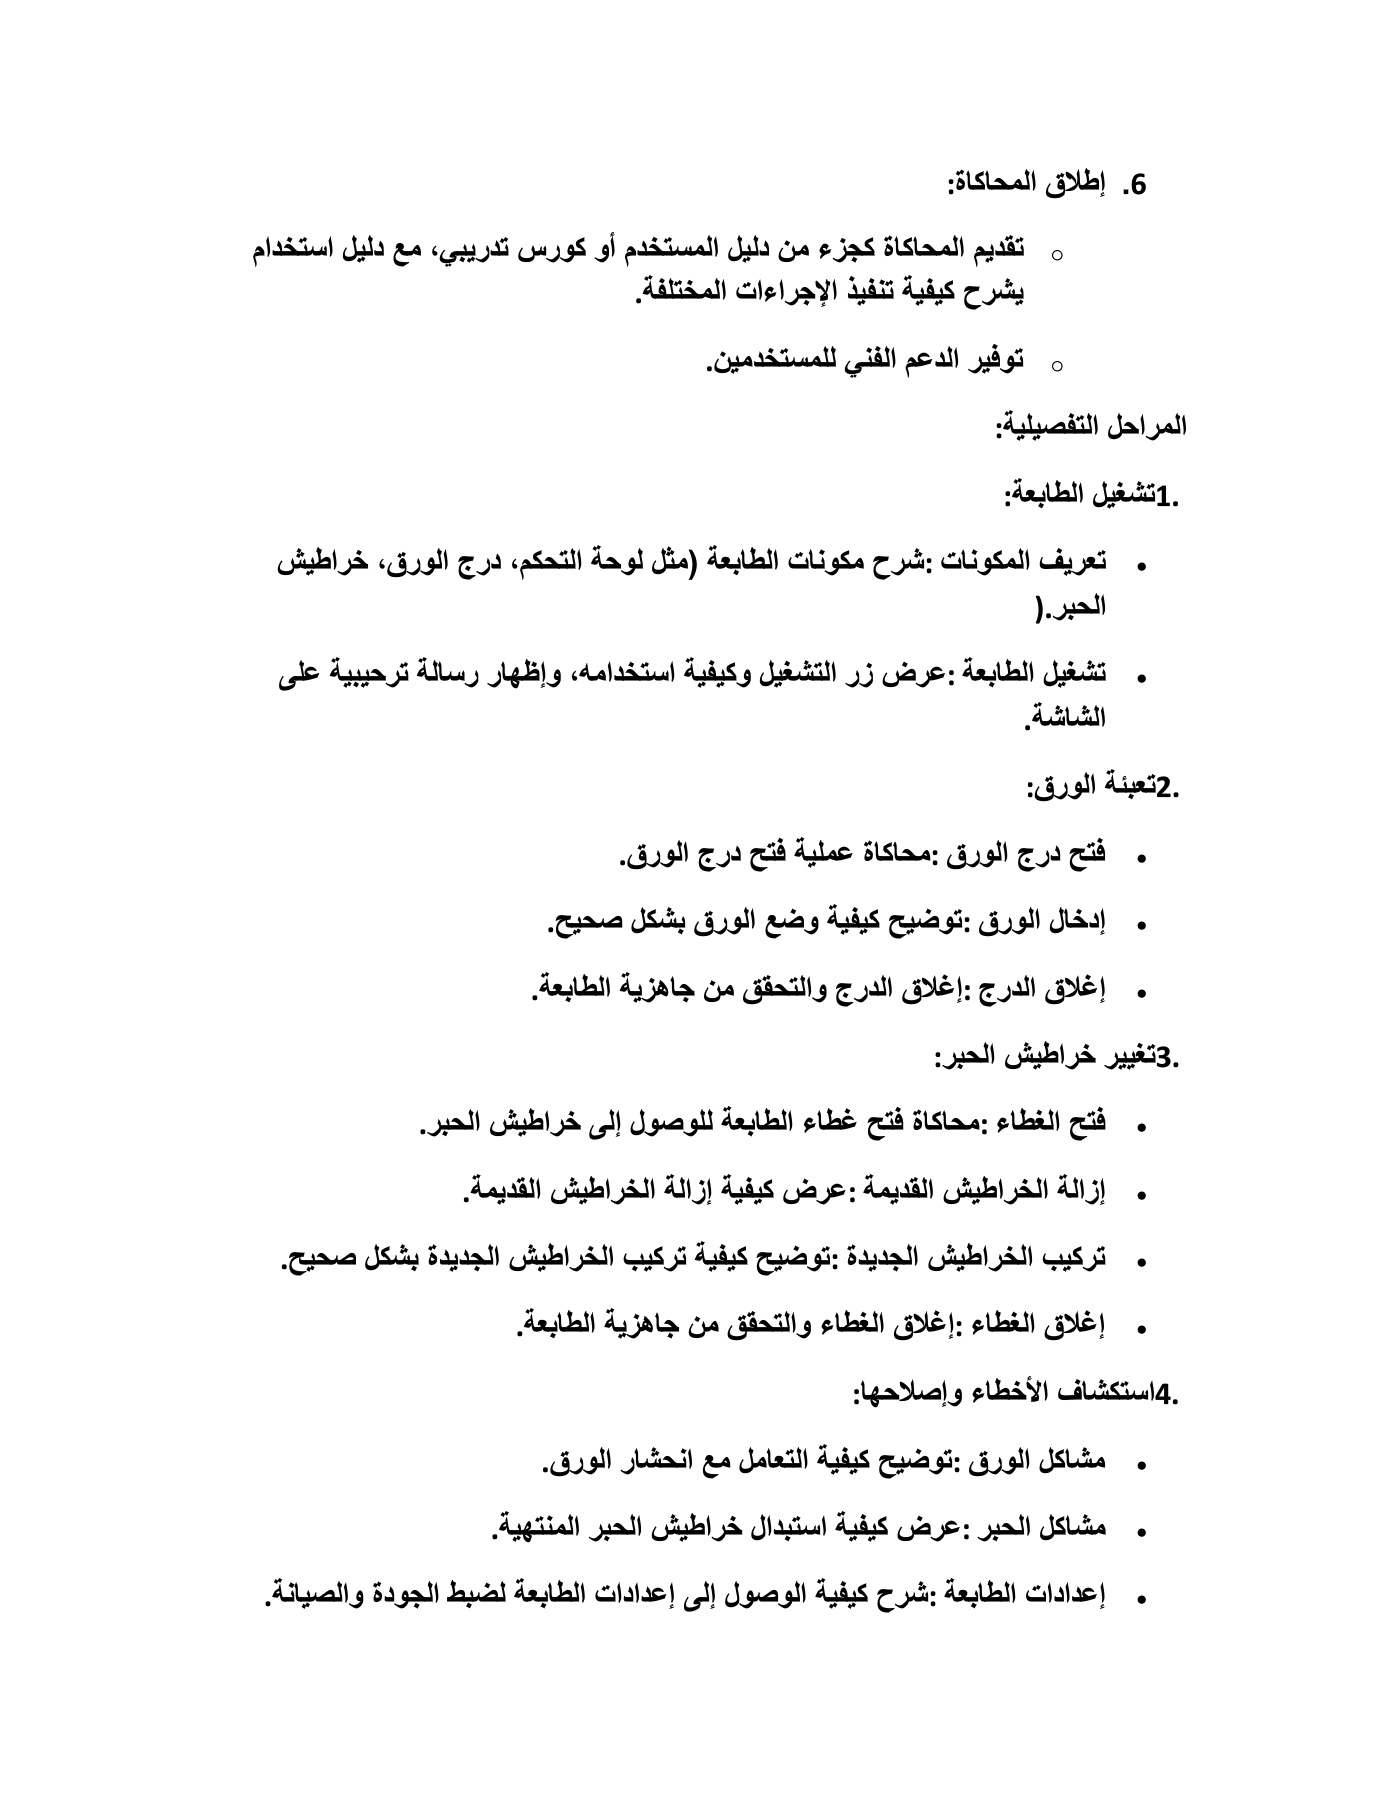 6. إطلاق المحاكاة:
o تقديم المحاكاة كجزء من دليل المستخدم أو كورس تدريبي، مع دليل استخدام
يشرح كيفية تنفيذ الإجراءات المختلفة.
o توفير الدعم الفني للمستخدمين.
المراحل التفصيلية:
.1تشغيل الطابعة:
• تعريف المكونات :شرح مكونات الطابعة (مثل لوحة التحكم، درج الورق، خراطيش
الحبر.(
• تشغيل الطابعة :عرض زر التشغيل وكيفية استخدامه، وإظهار رسالة ترحيبية على
الشاشة.
.2تعبئة الورق:
• فتح درج الورق :محاكاة عملية فتح درج الورق.
• إدخال الورق :توضيح كيفية وضع الورق بشكل صحيح.
• إغلاق الدرج :إغلاق الدرج والتحقق من جاهزية الطابعة.
.3تغيير خراطيش الحبر:
• فتح الغطاء :محاكاة فتح غطاء الطابعة للوصول إلى خراطيش الحبر.
• إزالة الخراطيش القديمة :عرض كيفية إزالة الخراطيش القديمة.
• تركيب الخراطيش الجديدة :توضيح كيفية تركيب الخراطيش الجديدة بشكل صحيح.
• إغلاق الغطاء :إغلاق الغطاء والتحقق من جاهزية الطابعة.
.4استكشاف الأخطاء وإصلاحها:
• مشاكل الورق :توضيح كيفية التعامل مع انحشار الورق.
• مشاكل الحبر :عرض كيفية استبدال خراطيش الحبر المنتهية.
• إعدادات الطابعة :شرح كيفية الوصول إلى إعدادات الطابعة لضبط الجودة والصيانة.